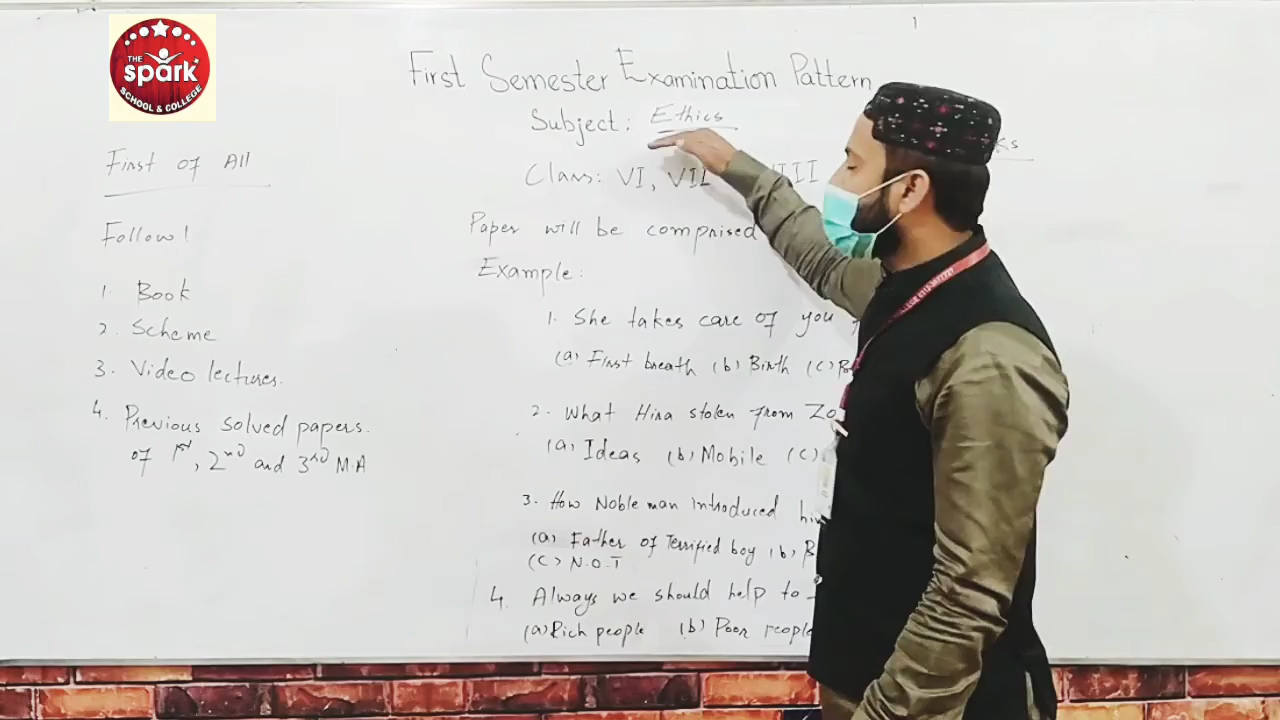 THE
spark
SCHOOL & COLLEGE
First Semester Examination Pattern
Subject: Ethics
Class: VI, VII VIII
Paper will be comprised
Example:
1. She takes care of you
(a) First breath (b) Birth (c)
2. What Hira stolen from
(a) Ideas (b) Mobile (c)
3. How Noble man introduced
(a) Father of Terrified boy (b)
(c) N.O.T
4. Always we should help to
(a) Rich people (b) Poor People
First of All
Follow!
1. Book
2. Scheme
3. Video lectures.
4. Previous solved papers.
of 1st, 2nd and 3rd M.A